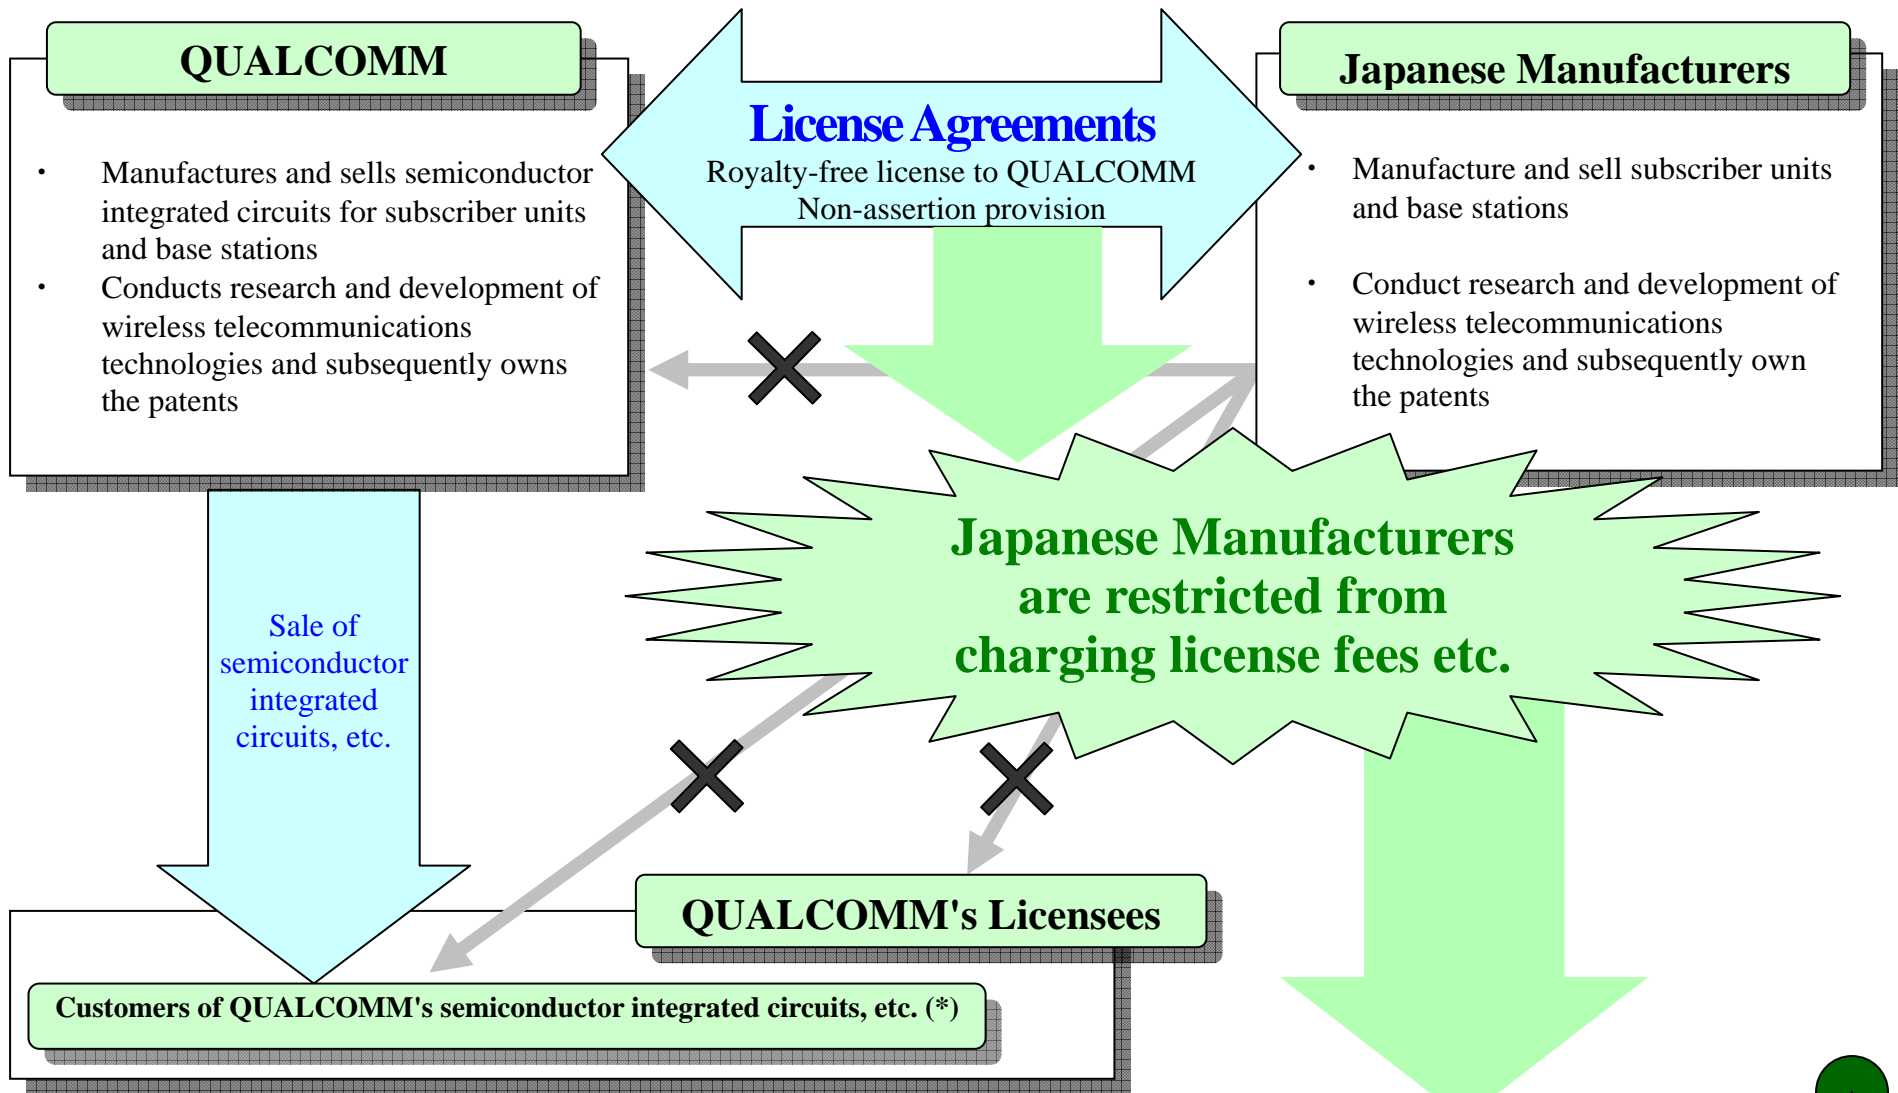 QUALCOMM
・ Manufactures and sells semiconductor
integrated circuits for subscriber units
and base stations
・ Conducts research and development of
wireless telecommunications
technologies and subsequently owns
the patents
License Agreements
Royalty-free license to QUALCOMM
Non-assertion provision
Japanese Manufacturers
・ Manufacture and sell subscriber units
and base stations
・ Conduct research and development of
wireless telecommunications
technologies and subsequently own
the patents
Japanese Manufacturers
are restricted from
charging license fees etc.
Sale of
semiconductor
integrated
circuits, etc.
QUALCOMM's Licensees
Customers of QUALCOMM's semiconductor integrated circuits, etc. (*)